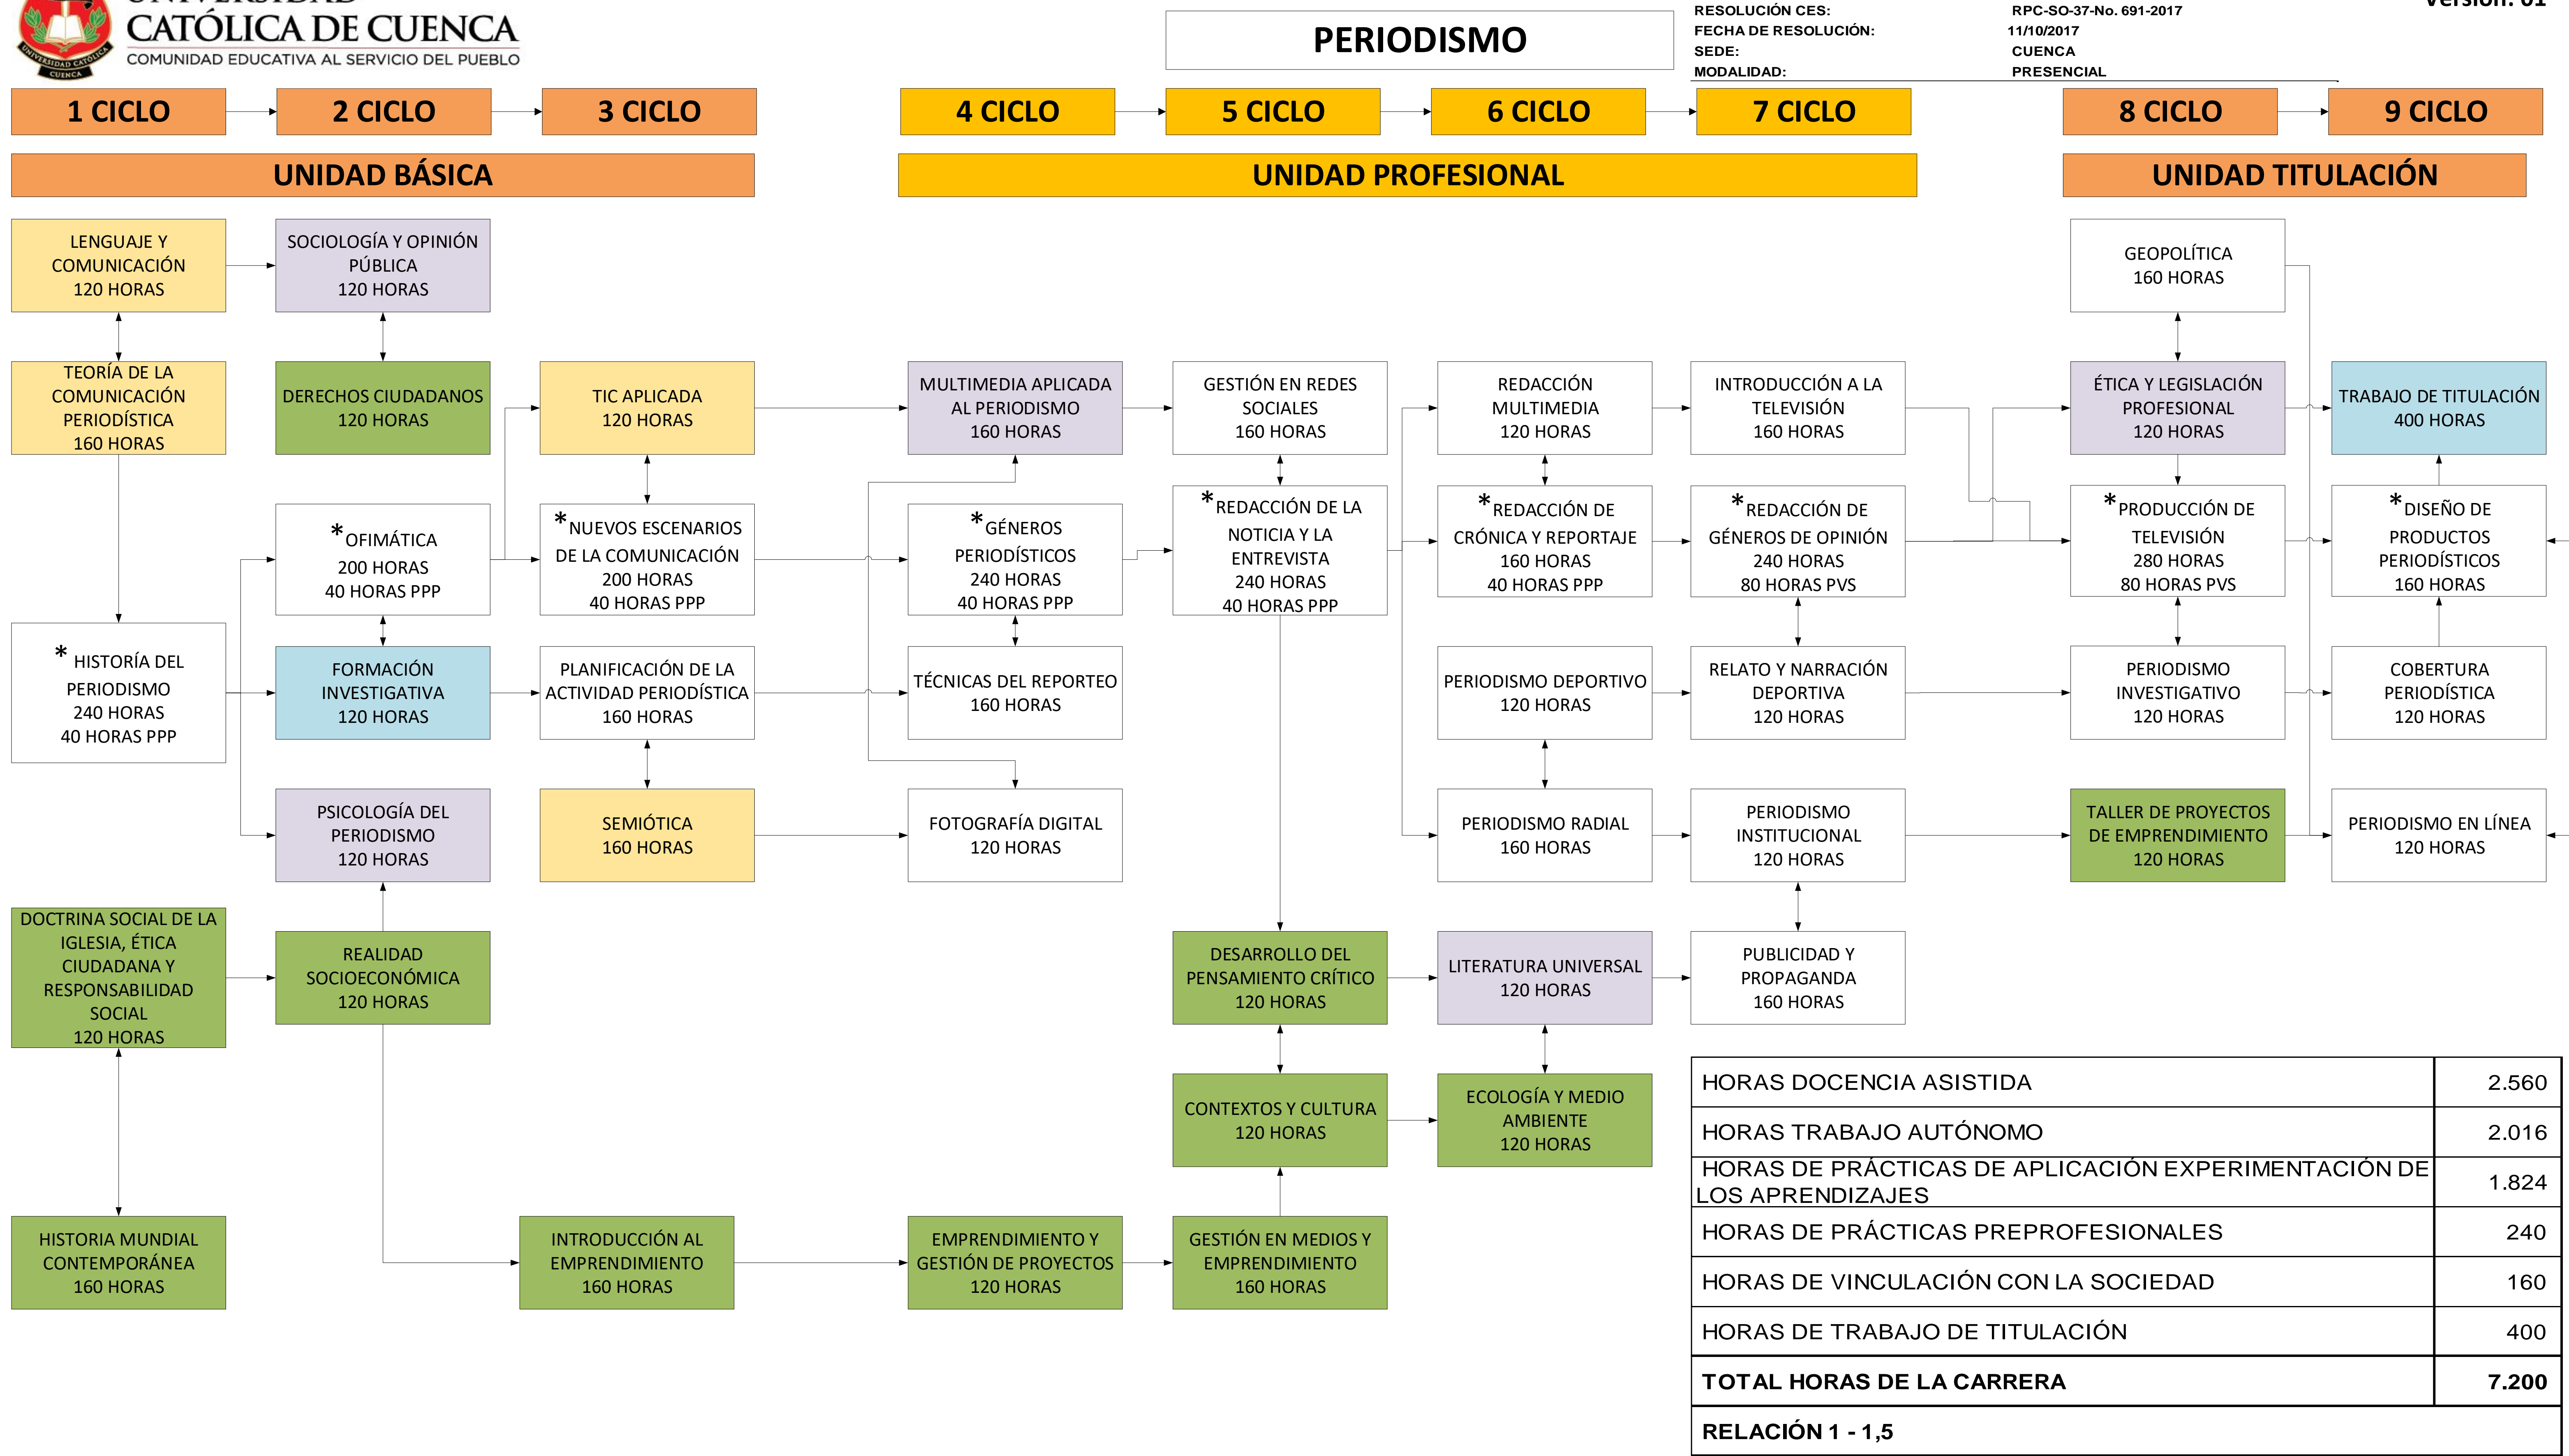 CATÓLICA DE CUENCA
COMUNIDAD EDUCATIVA AL SERVICIO DEL PUEBLO
UNIVERSIDAD CATÓLICA
CUENCA
PERIODISMO
RESOLUCIÓN CES: RPC-SO-37-No. 691-2017
FECHA DE RESOLUCIÓN: 11/10/2017
SEDE: CUENCA
MODALIDAD: PRESENCIAL
1 CICLO
2 CICLO
3 CICLO
4 CICLO
5 CICLO
6 CICLO
7 CICLO
8 CICLO
9 CICLO
UNIDAD BÁSICA
UNIDAD PROFESIONAL
UNIDAD TITULACIÓN
LENGUAJE Y
COMUNICACIÓN
120 HORAS
SOCIOLOGÍA Y OPINIÓN
PÚBLICA
120 HORAS
GEOPOLÍTICA
160 HORAS
TEORÍA DE LA
COMUNICACIÓN
PERIODÍSTICA
160 HORAS
DERECHOS CIUDADANOS
120 HORAS
TIC APLICADA
120 HORAS
MULTIMEDIA APLICADA
AL PERIODISMO
160 HORAS
GESTIÓN EN REDES
SOCIALES
160 HORAS
REDACCIÓN
MULTIMEDIA
120 HORAS
INTRODUCCIÓN A LA
TELEVISIÓN
160 HORAS
ÉTICA Y LEGISLACIÓN
PROFESIONAL
120 HORAS
TRABAJO DE TITULACIÓN
400 HORAS
*OFIMÁTICA
200 HORAS
40 HORAS PPP
*NUEVOS ESCENARIOS
DE LA COMUNICACIÓN
200 HORAS
40 HORAS PPP
*GÉNEROS
PERIODÍSTICOS
240 HORAS
40 HORAS PPP
*REDACCIÓN DE LA
NOTICIA Y LA
ENTREVISTA
240 HORAS
40 HORAS PPP
*REDACCIÓN DE
CRÓNICA Y REPORTAJE
160 HORAS
40 HORAS PPP
*REDACCIÓN DE
GÉNEROS DE OPINIÓN
240 HORAS
80 HORAS PVS
*PRODUCCIÓN DE
TELEVISIÓN
280 HORAS
80 HORAS PVS
*DISEÑO DE
PRODUCTOS
PERIODÍSTICOS
160 HORAS
* HISTORÍA DEL
PERIODISMO
240 HORAS
40 HORAS PPP
FORMACIÓN
INVESTIGATIVA
120 HORAS
PLANIFICACIÓN DE LA
ACTIVIDAD PERIODÍSTICA
160 HORAS
TÉCNICAS DEL REPORTEO
160 HORAS
PERIODISMO DEPORTIVO
120 HORAS
RELATO Y NARRACIÓN
DEPORTIVA
120 HORAS
PERIODISMO
INVESTIGATIVO
120 HORAS
COBERTURA
PERIODÍSTICA
120 HORAS
PSICOLOGÍA DEL
PERIODISMO
120 HORAS
SEMIÓTICA
160 HORAS
FOTOGRAFÍA DIGITAL
120 HORAS
PERIODISMO RADIAL
160 HORAS
PERIODISMO
INSTITUCIONAL
120 HORAS
TALLER DE PROYECTOS
DE EMPRENDIMIENTO
120 HORAS
PERIODISMO EN LÍNEA
120 HORAS
DOCTRINA SOCIAL DE LA
IGLESIA, ÉTICA
CIUDADANA Y
RESPONSABILIDAD
SOCIAL
120 HORAS
REALIDAD
SOCIOECONÓMICA
120 HORAS
DESARROLLO DEL
PENSAMIENTO CRÍTICO
120 HORAS
LITERATURA UNIVERSAL
120 HORAS
PUBLICIDAD Y
PROPAGANDA
160 HORAS
CONTEXTOS Y CULTURA
120 HORAS
ECOLOGÍA Y MEDIO
AMBIENTE
120 HORAS
HISTORIA MUNDIAL
CONTEMPORÁNEA
160 HORAS
INTRODUCCIÓN AL
EMPRENDIMIENTO
160 HORAS
EMPRENDIMIENTO Y
GESTIÓN DE PROYECTOS
120 HORAS
GESTIÓN EN MEDIOS Y
EMPRENDIMIENTO
160 HORAS
HORAS DOCENCIA ASISTIDA 2.560
HORAS TRABAJO AUTÓNOMO 2.016
HORAS DE PRÁCTICAS DE APLICACIÓN EXPERIMENTACIÓN DE
LOS APRENDIZAJES 1.824
HORAS DE PRÁCTICAS PREPROFESIONALES 240
HORAS DE VINCULACIÓN CON LA SOCIEDAD 160
HORAS DE TRABAJO DE TITULACIÓN 400
TOTAL HORAS DE LA CARRERA 7.200
RELACIÓN 1 - 1,5